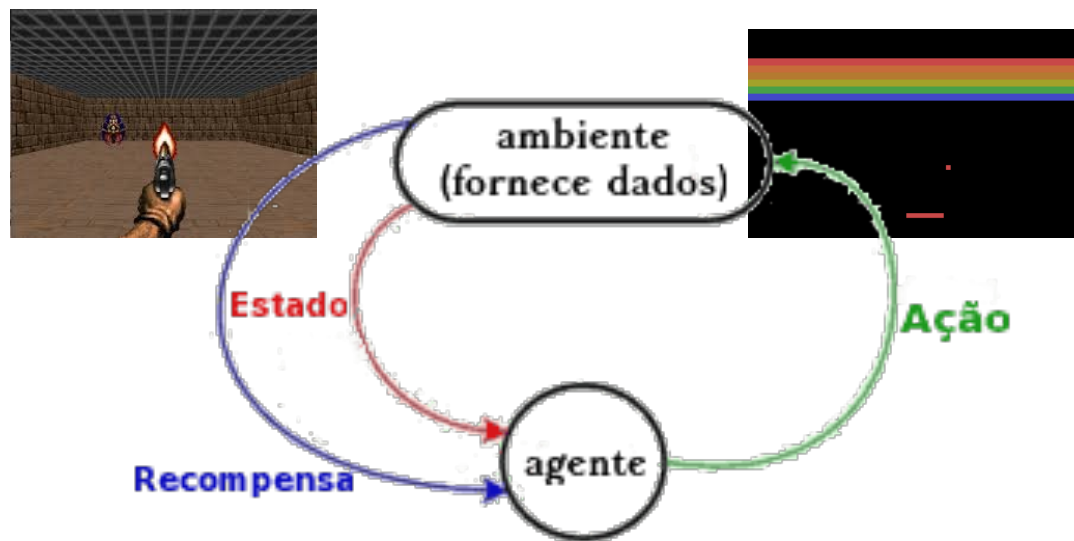 ambiente
(fornece dados)
Estado
Ação
agente
Recompensa